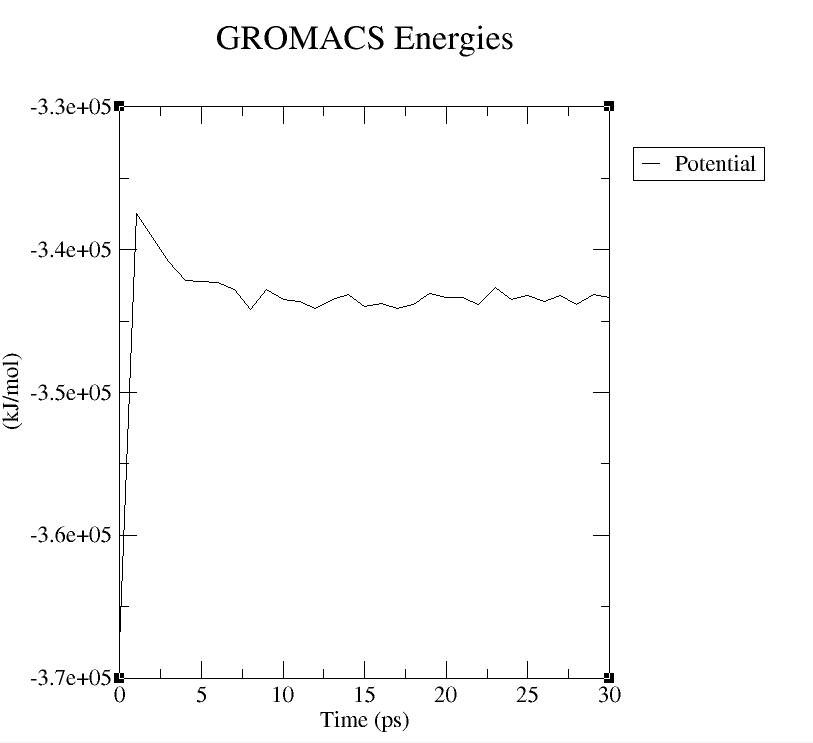 GROMACS Energies
-3.3e+05
Potential
-3.4e+05
-3.5e+05
(kJ/mol)
-3.6e+05
-3.7e+05
0 5 10 15 20 25 30
Time (ps)